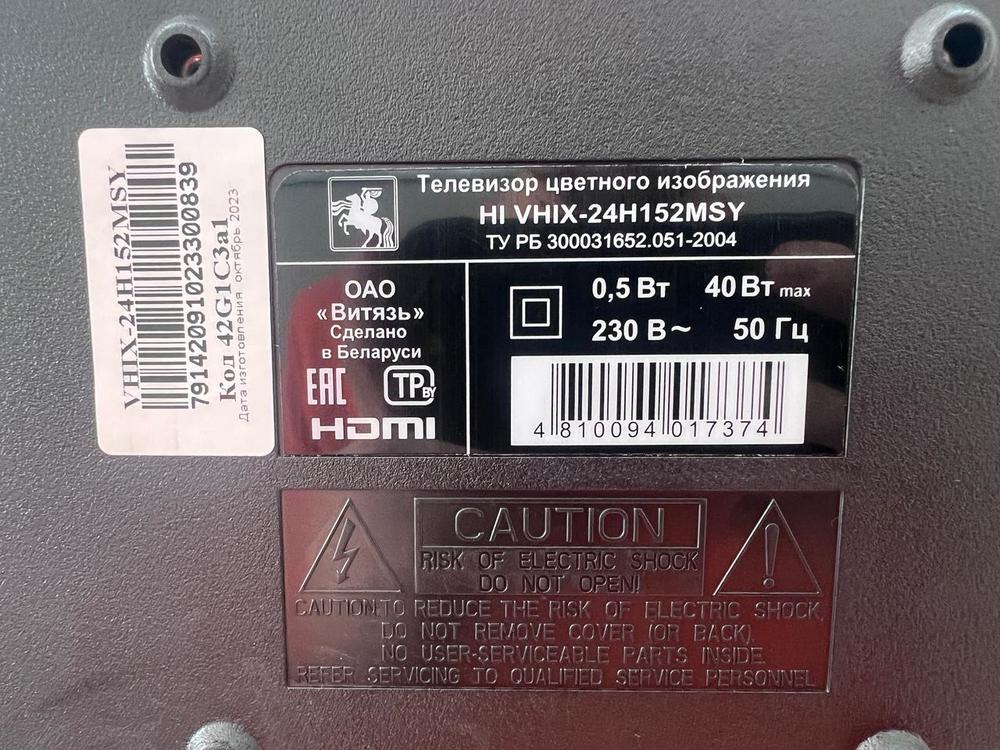 VHIX-24H152MSY
79142091023300839
Код 42G1C3a1
Дата изготовления октябрь 2023
Телевизор цветного изображения
HI VHIX-24H152MSY
ТУ РБ 300031652.051-2004
ОАО
«Витязь»
Сделано
в Беларуси
EAC TP BY
HDMI
0,5 Вт 40 Вт max
230 В ~ 50 Гц
4 810094 017374
CAUTION
RISK OF ELECTRIC SHOCK
DO NOT OPEN!
CAUTION:TO REDUCE THE RISK OF ELECTRIC SHOCK,
DO NOT REMOVE COVER (OR BACK).
NO USER-SERVICEABLE PARTS INSIDE.
REFER SERVICING TO QUALIFIED SERVICE PERSONNEL.